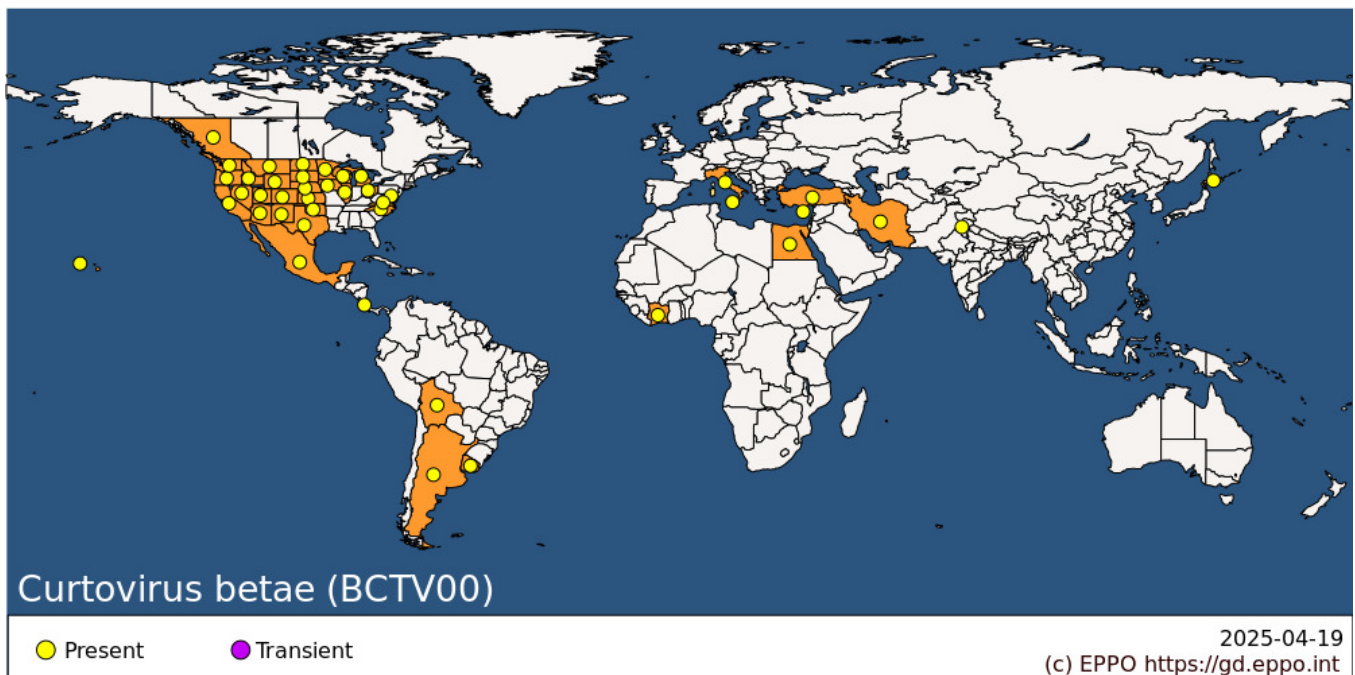 Curtovirus betae (BCTV00)
Present
Transient
2025-04-19
(c) EPPO https://gd.eppo.int